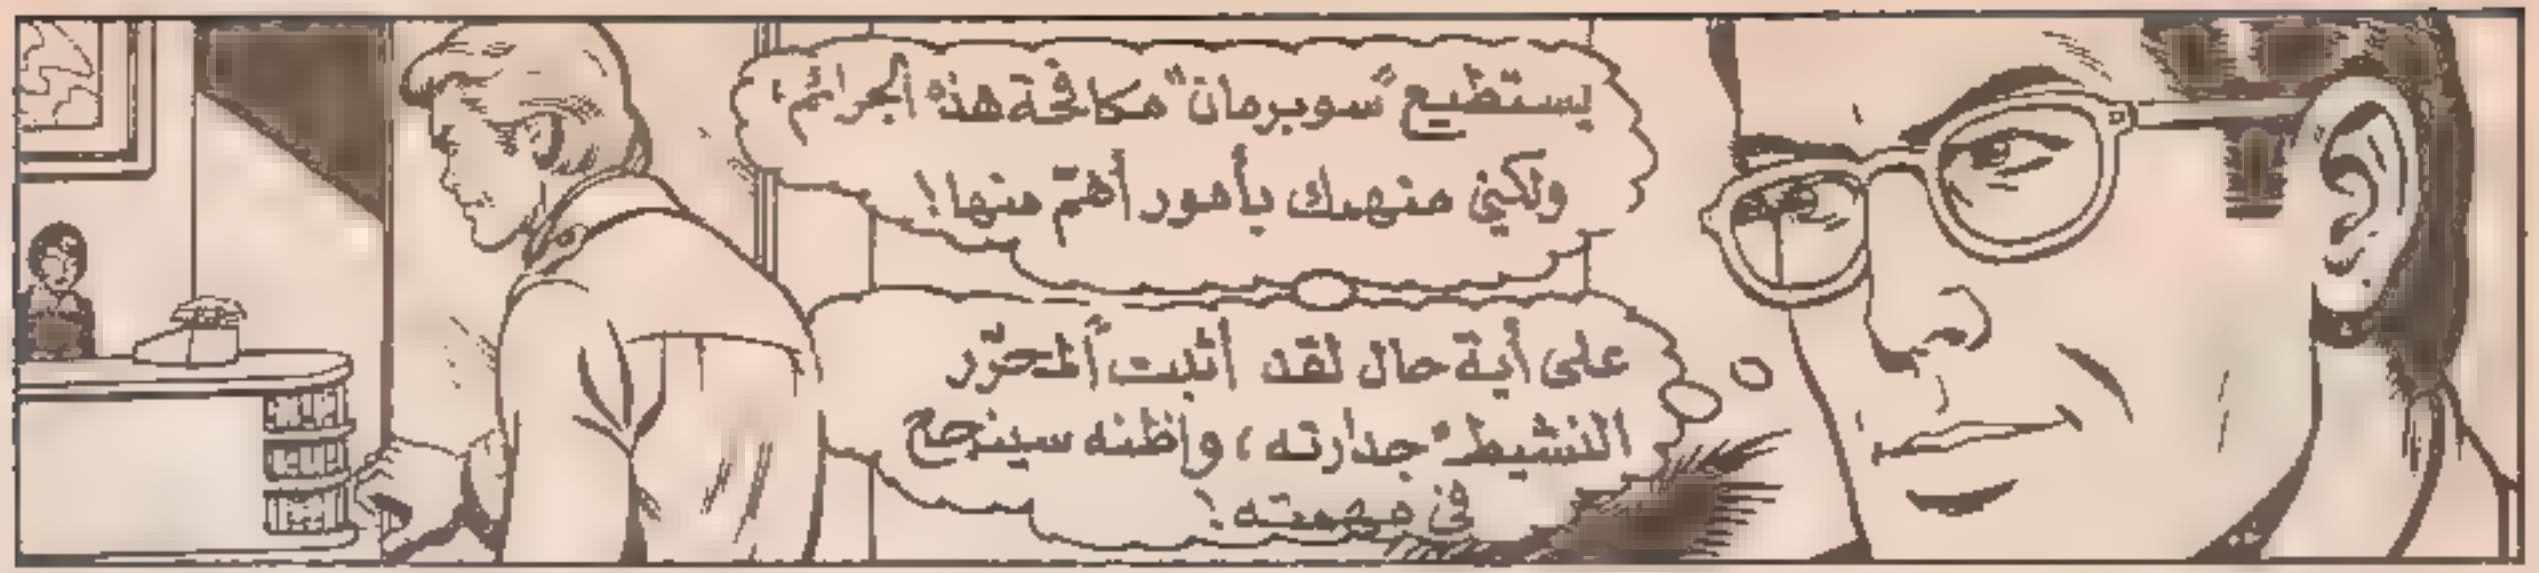 يستطيع "سوبرمان" مكافحة هذه الجرائم،
ولكني منهمك بأمور أهمّ منها!
على أية حال لقد أثبت "المحرّر
النشيط" جدارته، وأظنه سينجح
في مهمته!